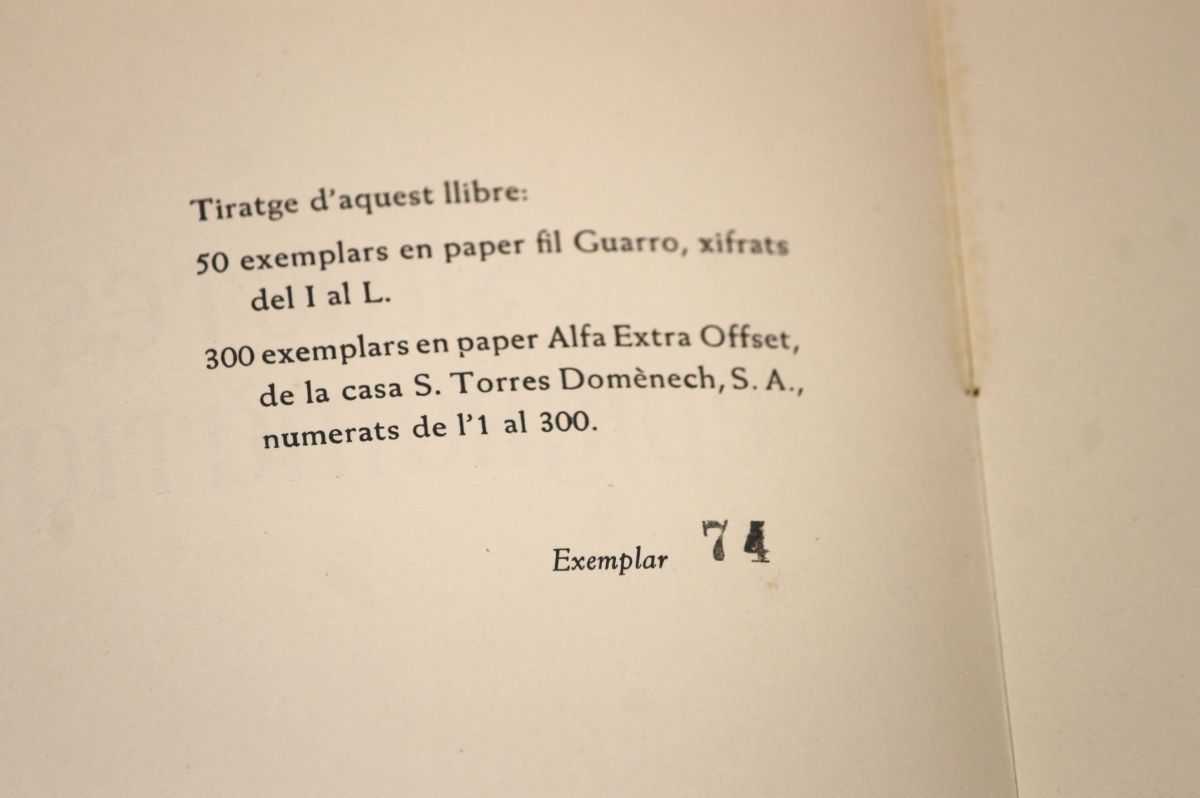 Tiratge d'aquest llibre:
50 exemplars en paper fil Guarro, xifrats
del I al L.
300 exemplars en paper Alfa Extra Offset,
de la casa S. Torres Domènech, S. A.,
numerats de l'1 al 300.
Exemplar 74